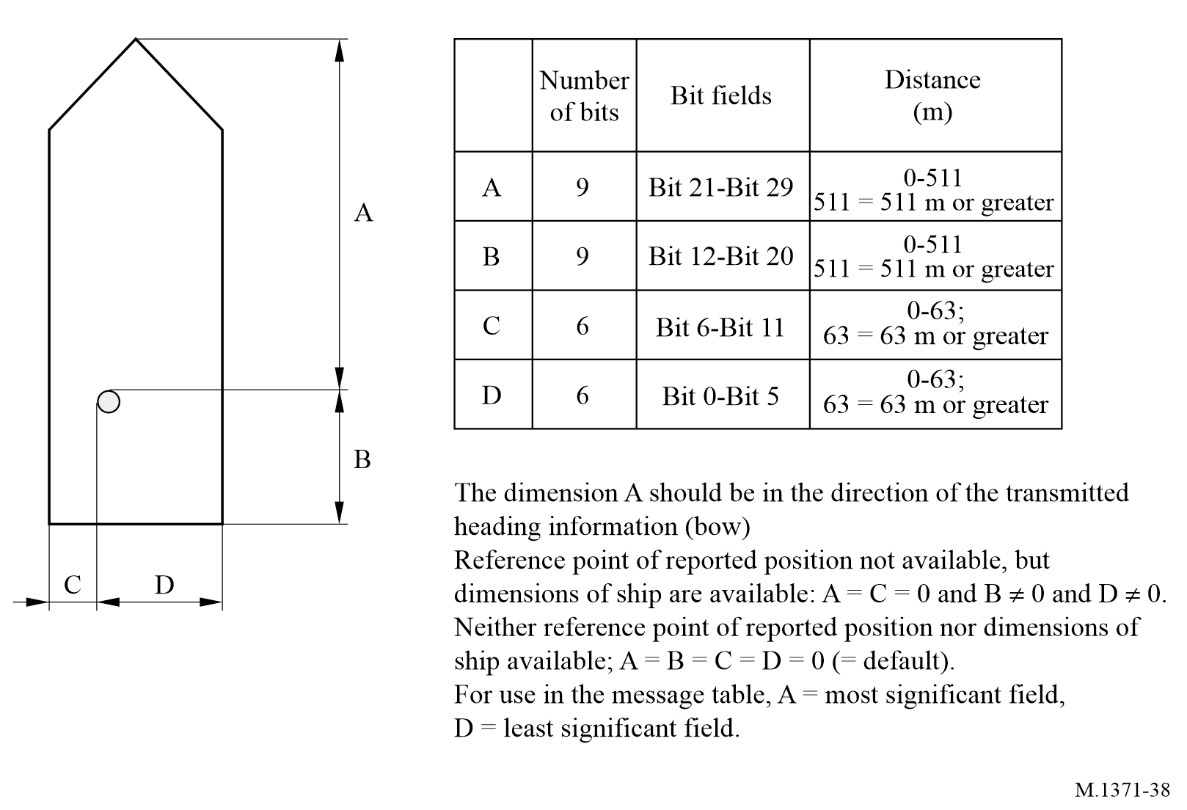 A
B
C
D
Number
of bits
Bit fields
Distance
(m)
A
9
Bit 21-Bit 29
0-511
511 = 511 m or greater
B
9
Bit 12-Bit 20
0-511
511 = 511 m or greater
C
6
Bit 6-Bit 11
0-63;
63 = 63 m or greater
D
6
Bit 0-Bit 5
0-63;
63 = 63 m or greater
The dimension A should be in the direction of the transmitted
heading information (bow)
Reference point of reported position not available, but
dimensions of ship are available: A = C = 0 and B ≠ 0 and D ≠ 0.
Neither reference point of reported position nor dimensions of
ship available; A = B = C = D = 0 (= default).
For use in the message table, A = most significant field,
D = least significant field.
M.1371-38